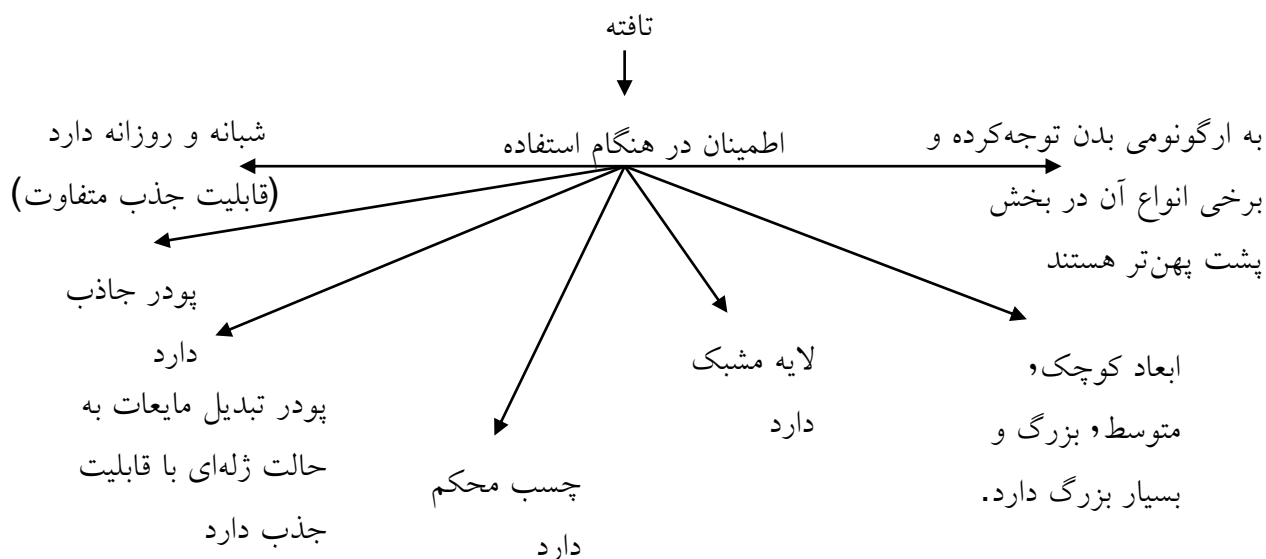 تافته
اطمینان در هنگام استفاده
به ارگونومی بدن توجه‌کرده و
برخی انواع آن در بخش
پشت پهن‌تر هستند
شبانه و روزانه دارد
(قابلیت جذب متفاوت)
پودر جاذب
دارد
پودر تبدیل مایعات به
حالت ژله‌ای با قابلیت
جذب دارد
چسب محکم
دارد
لایه مشبک
دارد
ابعاد کوچک,
متوسط, بزرگ و
بسیار بزرگ دارد.